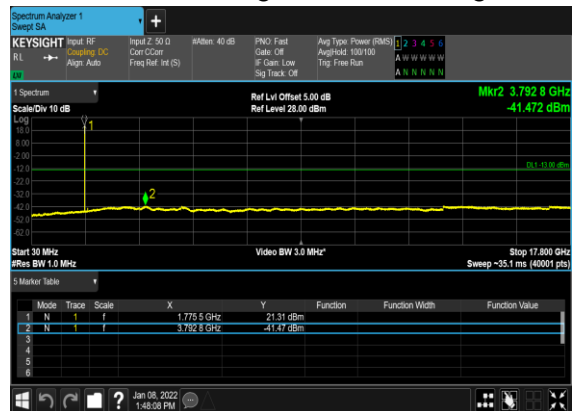 Spectrum Analyzer 1
Swept SA
+
KEYSIGHT Input: RF Input Z: 50 Ω #Atten: 40 dB PNO: Fast Avg Type: Power (RMS) 1 2 3 4 5 6
RL Coupling: DC Corr CCorr Gate: Off Avg|Hold: 100/100 A W W W W W
Align: Auto Freq Ref: Int (S) IF Gain: Low Trig: Free Run
Sig Track: Off A N N N N N
LW
1 Spectrum Ref Lvl Offset 5.00 dB Mkr2 3.792 8 GHz
Scale/Div 10 dB Ref Level 28.00 dBm -41.472 dBm
Log
18.0
8.00
-2.00
-12.0 DL1 -13.00 dBm
-22.0
-32.0
-42.0
-52.0
-62.0
1
2
Start 30 MHz Video BW 3.0 MHz* Stop 17.800 GHz
#Res BW 1.0 MHz Sweep ~35.1 ms (40001 pts)
5 Marker Table
Mode Trace Scale X Y Function Function Width Function Value
1 N 1 f 1.775 5 GHz 21.31 dBm
2 N 1 f 3.792 8 GHz -41.47 dBm
3
4
5
6
? Jan 08, 2022
1:48:08 PM